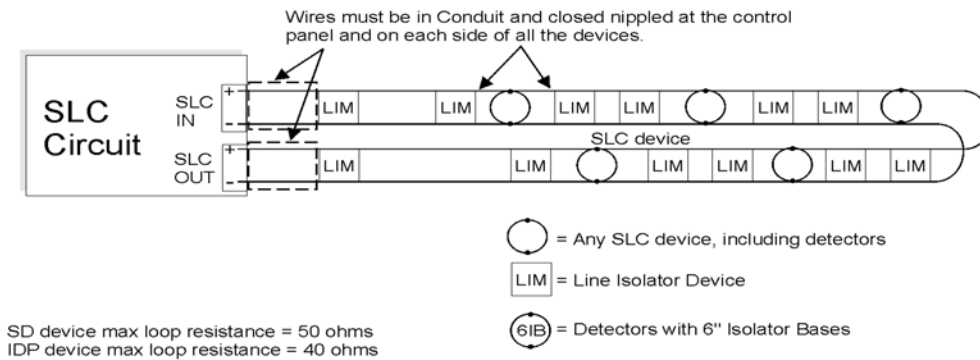 Wires must be in Conduit and closed nippled at the control
panel and on each side of all the devices.
SLC
Circuit
SLC
IN
+
-
LIM LIM LIM LIM LIM LIM
SLC device
SLC
OUT
+
-
LIM LIM LIM LIM LIM LIM
= Any SLC device, including detectors
LIM = Line Isolator Device
6IB = Detectors with 6" Isolator Bases
SD device max loop resistance = 50 ohms
IDP device max loop resistance = 40 ohms